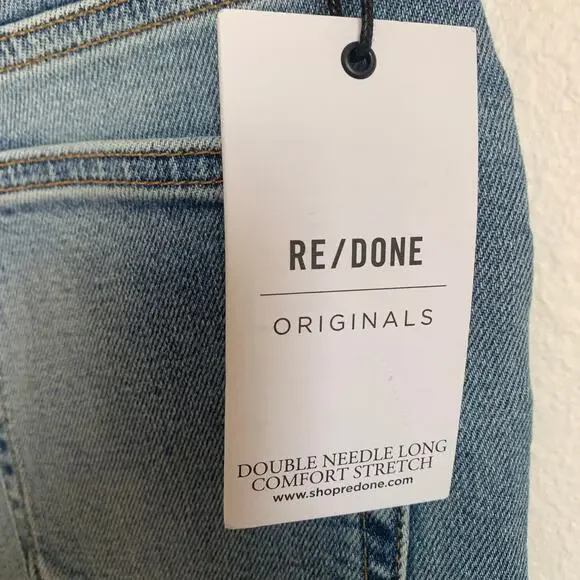 RE/DONE
ORIGINALS
DOUBLE NEEDLE LONG
COMFORT STRETCH
www.shopredone.com